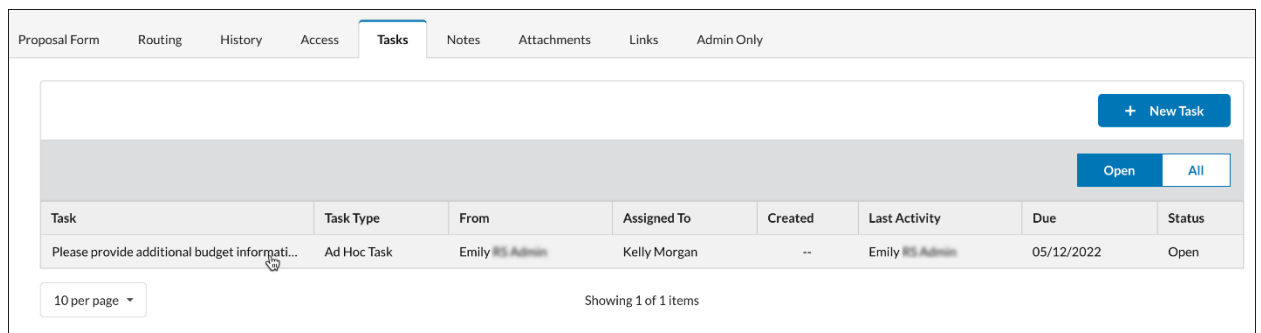 Proposal Form Routing History Access Tasks Notes Attachments Links Admin Only
+ New Task
Open All
Task Task Type From Assigned To Created Last Activity Due Status
Please provide additional budget informati... Ad Hoc Task Emily Kelly Morgan -- Emily 05/12/2022 Open
10 per page Showing 1 of 1 items